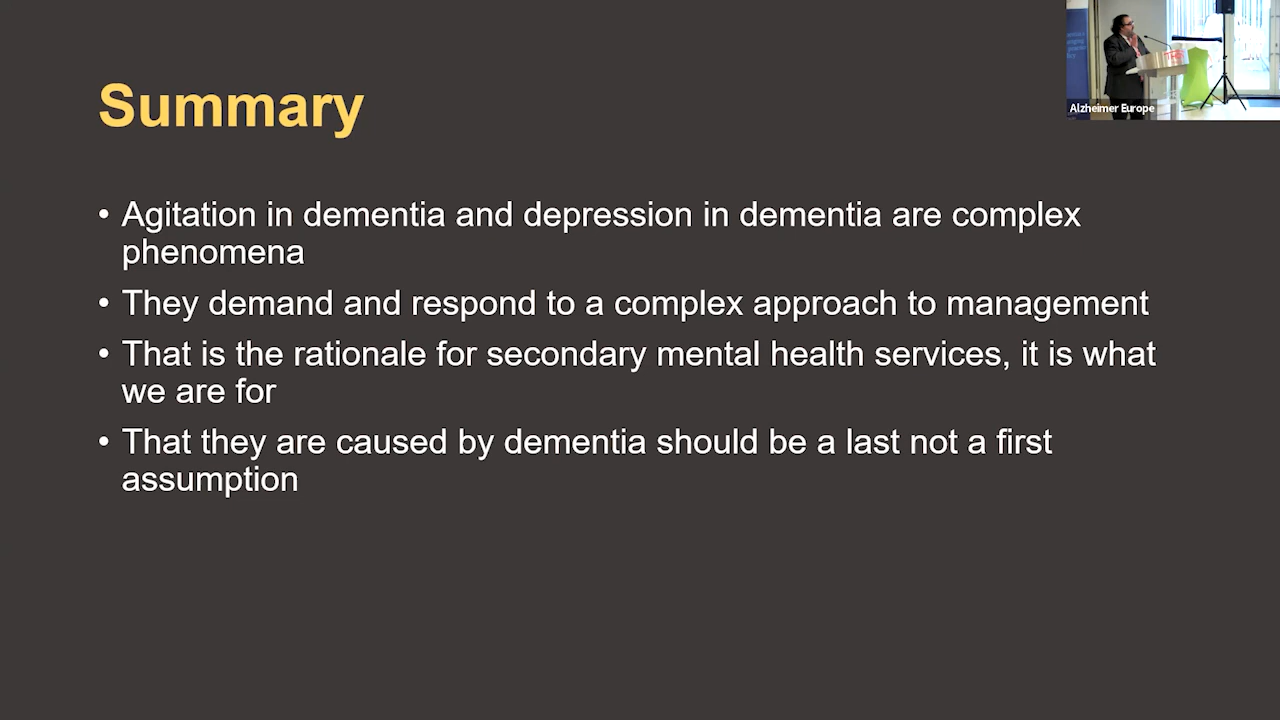 Summary
• Agitation in dementia and depression in dementia are complex
phenomena
• They demand and respond to a complex approach to management
• That is the rationale for secondary mental health services, it is what
we are for
• That they are caused by dementia should be a last not a first
assumption
Alzheimer Europe